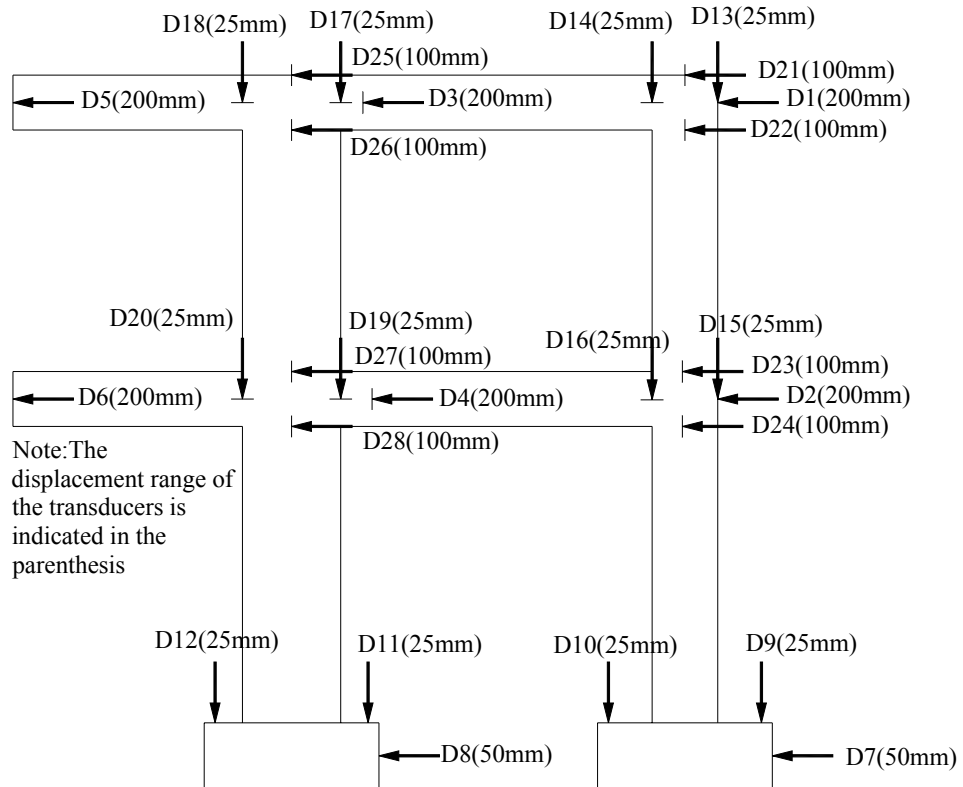 D18(25mm)
D17(25mm)
D14(25mm)
D13(25mm)
D25(100mm)
D21(100mm)
D5(200mm)
D3(200mm)
D1(200mm)
D26(100mm)
D22(100mm)
D20(25mm)
D19(25mm)
D16(25mm)
D15(25mm)
D27(100mm)
D23(100mm)
D6(200mm)
D4(200mm)
D2(200mm)
D28(100mm)
D24(100mm)
Note:The
displacement range of
the transducers is
indicated in the
parenthesis
D12(25mm)
D11(25mm)
D10(25mm)
D9(25mm)
D8(50mm)
D7(50mm)